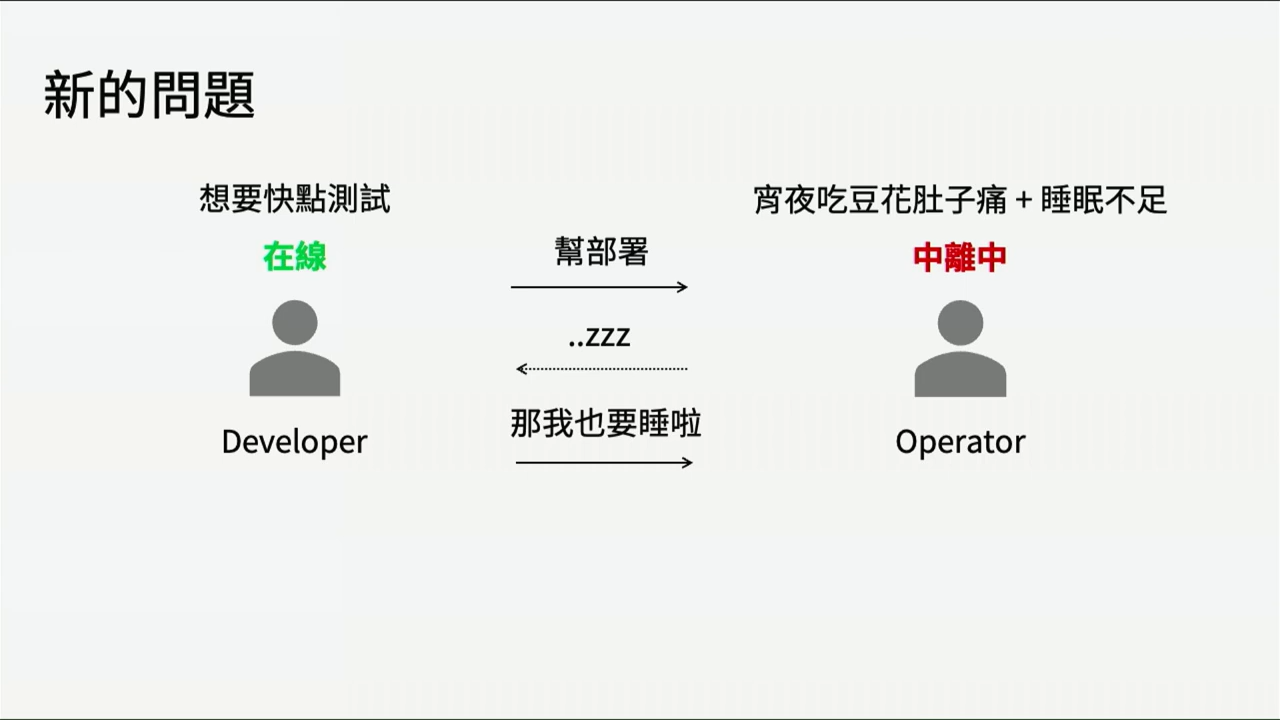 新的問題
想要快點測試
宵夜吃豆花肚子痛 + 睡眠不足
在線
幫部署
中離中
..zzz
那我也要睡啦
Developer
Operator